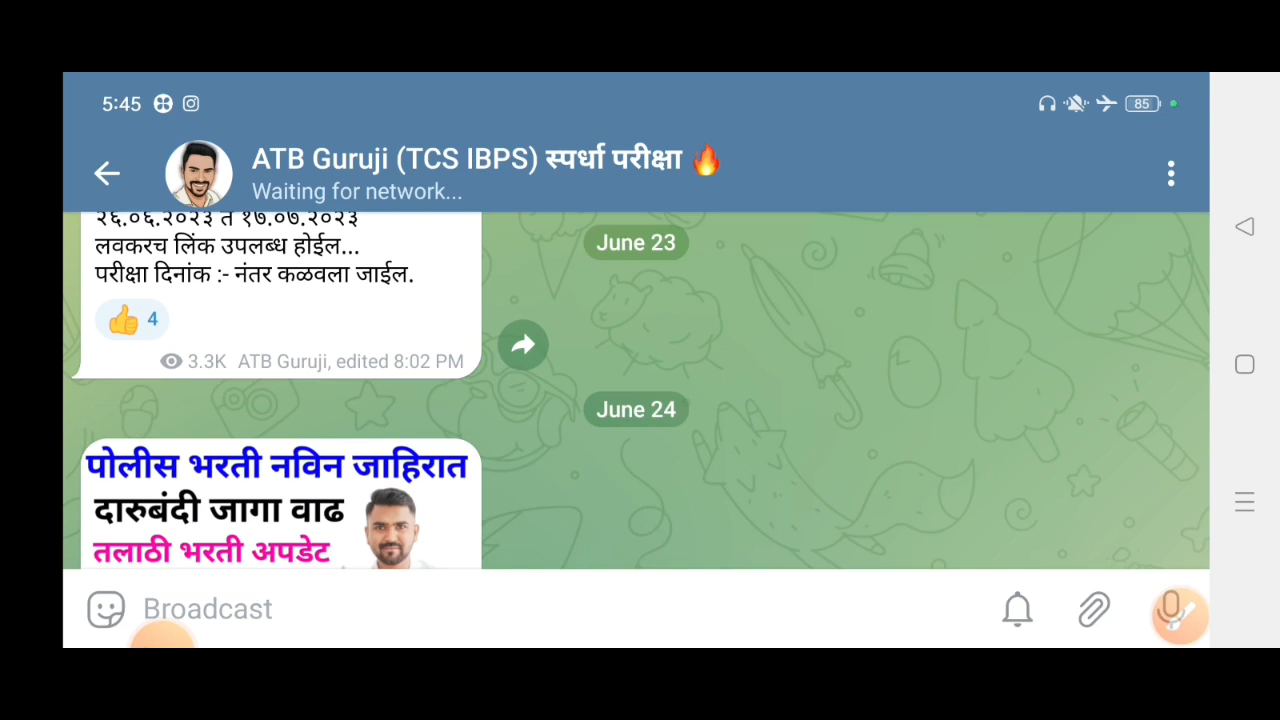 5:45
85
ATB Guruji (TCS IBPS) स्पर्धा परीक्षा 🔥
Waiting for network...
२६.०६.२०२३ ते १७.०७.२०२३
लवकरच लिंक उपलब्ध होईल...
परीक्षा दिनांक :- नंतर कळवला जाईल.
👍 4
3.3K ATB Guruji, edited 8:02 PM
June 23
June 24
पोलीस भरती नविन जाहिरात
दारुबंदी जागा वाढ
तलाठी भरती अपडेट
Broadcast